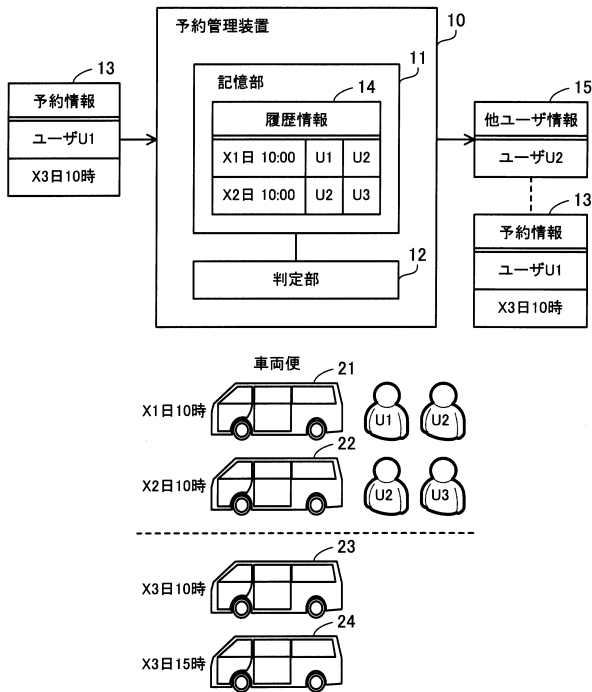 予約管理装置
10
13
予約情報
ユーザU1
X3日10時
記憶部
11
14
履歴情報
X1日 10:00 U1 U2
X2日 10:00 U2 U3
12
判定部
15
他ユーザ情報
ユーザU2
13
予約情報
ユーザU1
X3日10時
車両便
21
X1日10時
U1 U2
22
X2日10時
U2 U3
23
X3日10時
24
X3日15時